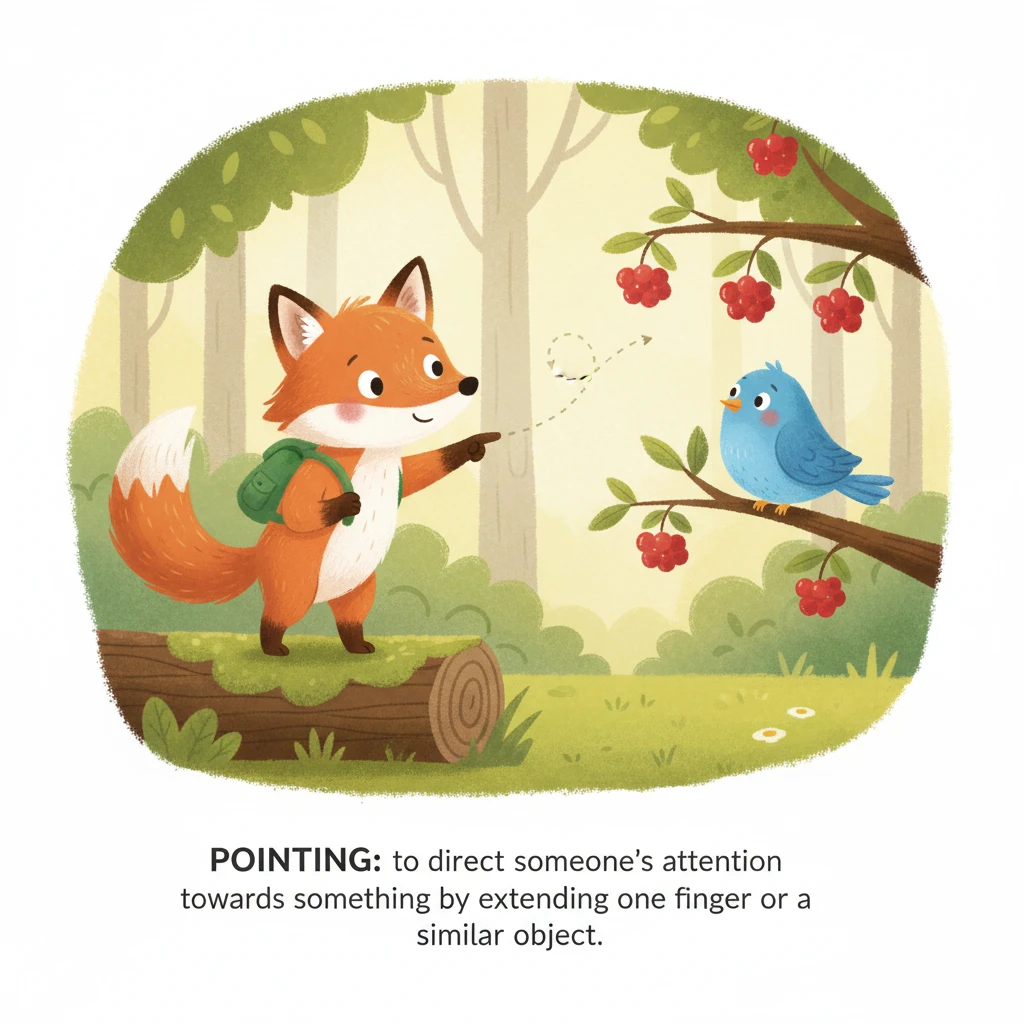 POINTING: to direct someone's attention
towards something by extending one finger or a
similar object.